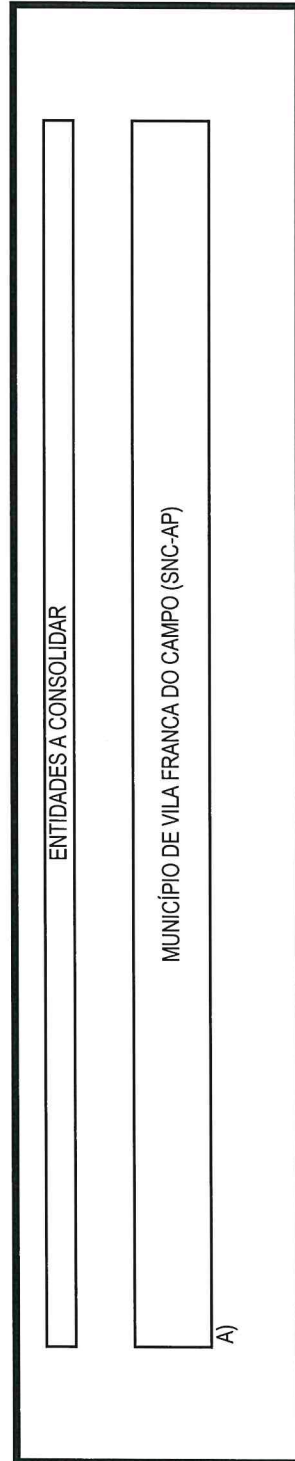 ENTIDADES A CONSOLIDAR
MUNICÍPIO DE VILA FRANCA DO CAMPO (SNC-AP)
A)